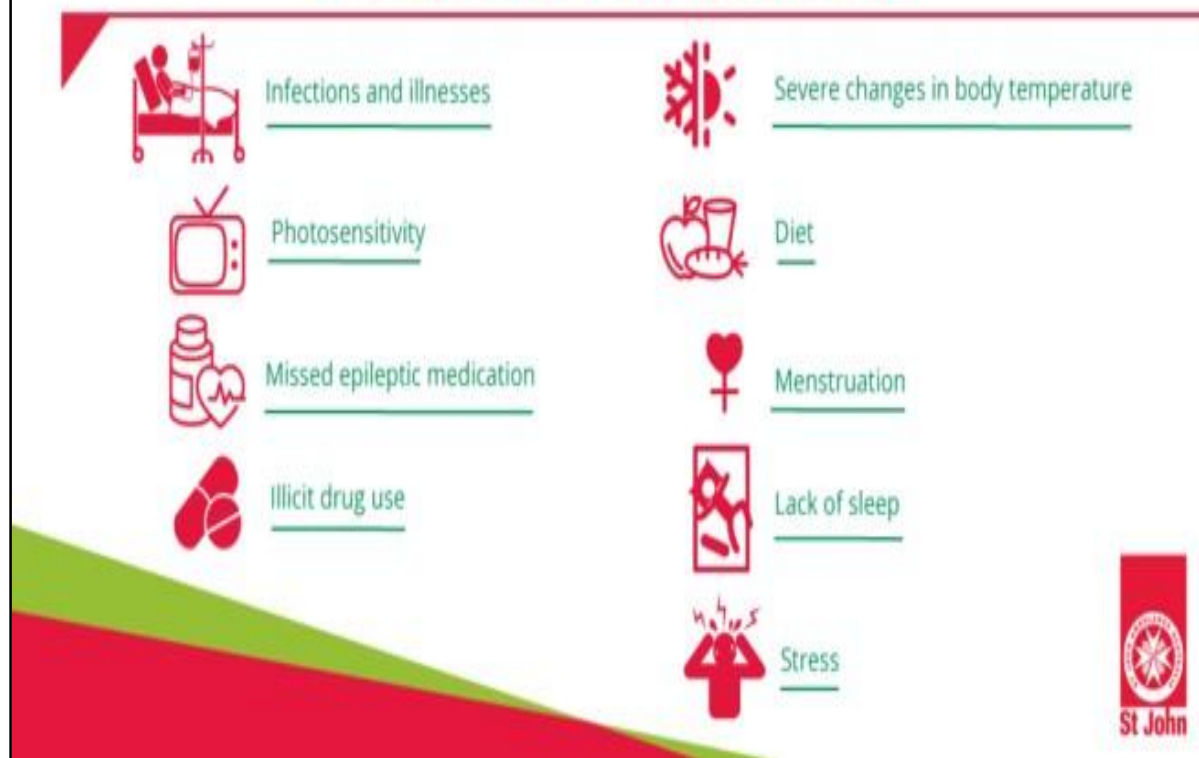 Infections and illnesses
Photosensitivity
Missed epileptic medication
Illicit drug use
Severe changes in body temperature
Diet
Menstruation
Lack of sleep
Stress
St John